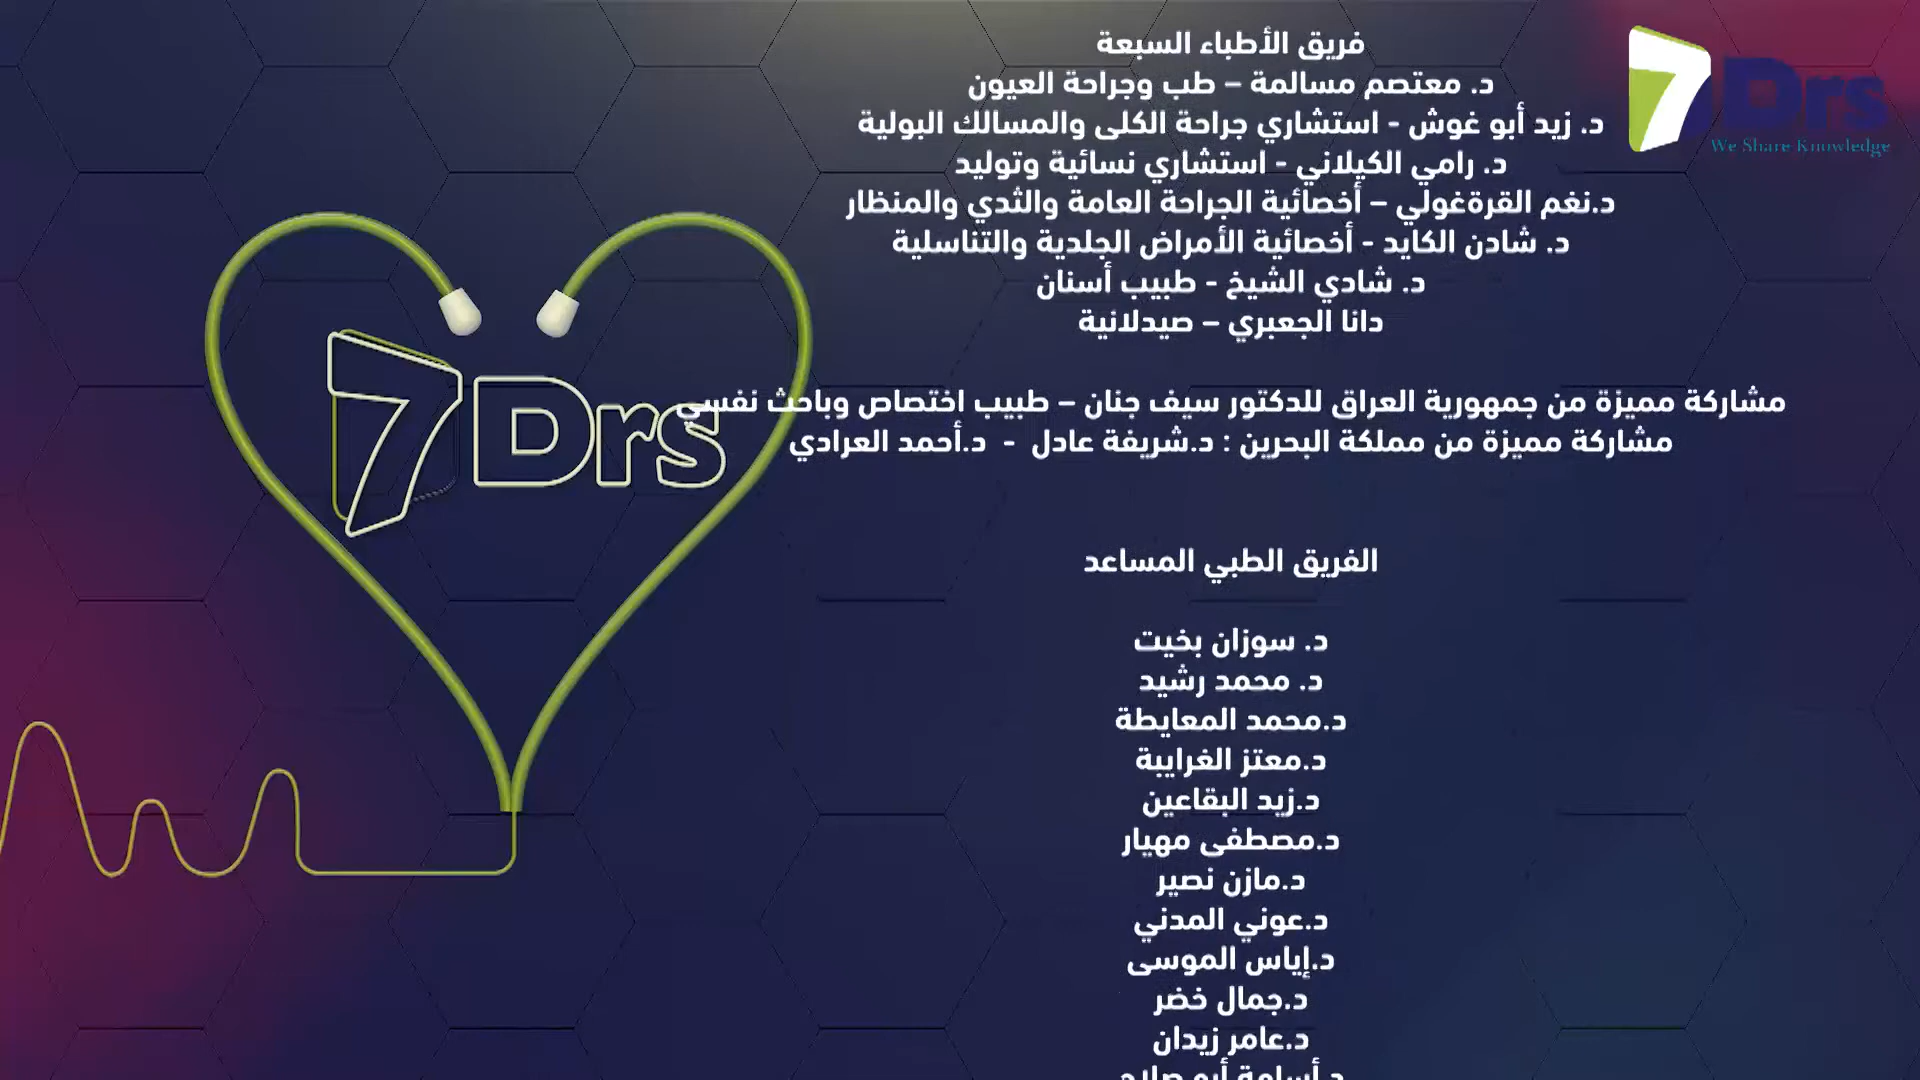 فريق الأطباء السبعة
د. معتصم مسالمة – طب وجراحة العيون
د. زيد أبو غوش - استشاري جراحة الكلى والمسالك البولية
د. رامي الكيلاني - استشاري نسائية وتوليد
د.نغم القرةغولي – أخصائية الجراحة العامة والثدي والمنظار
د. شادن الكايد - أخصائية الأمراض الجلدية والتناسلية
د. شادي الشيخ - طبيب أسنان
دانا الجعبري – صيدلانية
مشاركة مميزة من جمهورية العراق للدكتور سيف جنان – طبيب اختصاص وباحث نفسي
مشاركة مميزة من مملكة البحرين : د.شريفة عادل - د.أحمد العرادي
الفريق الطبي المساعد
د. سوزان بخيت
د. محمد رشيد
د.محمد المعايطة
د.معتز الغرايبة
د.زيد البقاعين
د.مصطفى مهيار
د.مازن نصير
د.عوني المدني
د.إياس الموسى
د.جمال خضر
د.عامر زيدان
د.أسامة أبو
7Drs
We Share Knowledge
7Drs